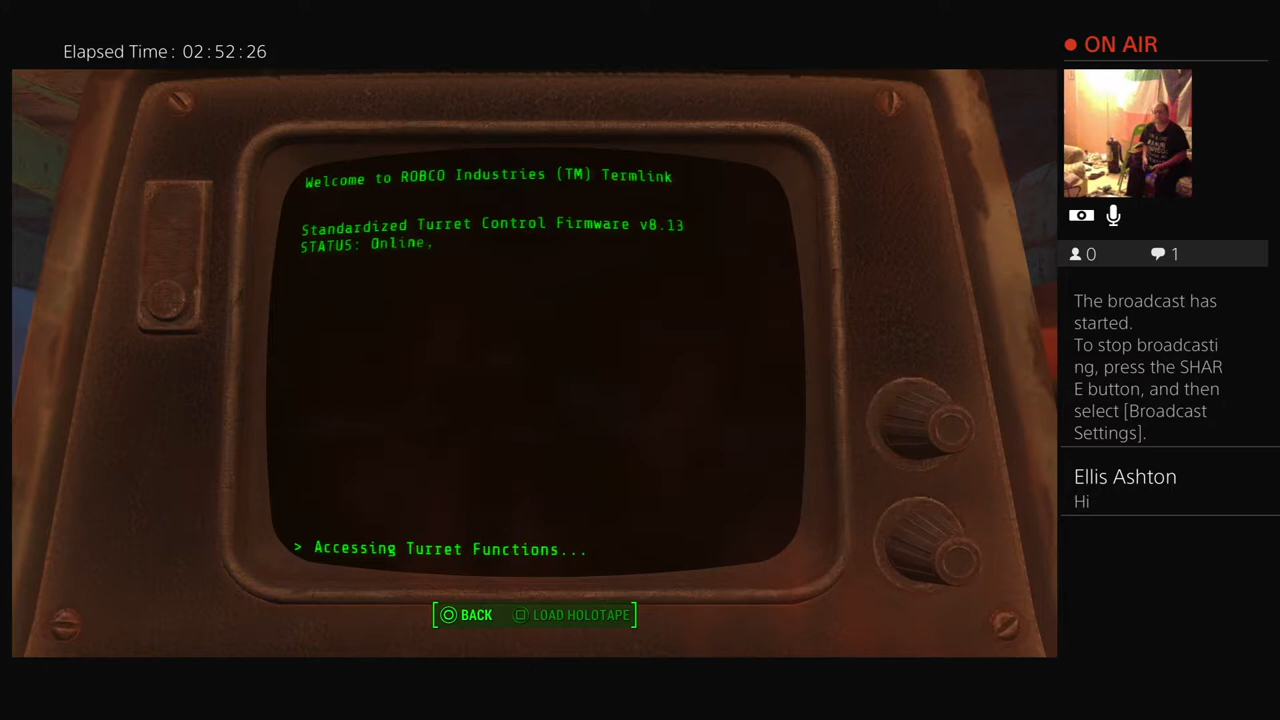 Elapsed Time: 02:52:26
ON AIR
Welcome to ROBCO Industries (TM) Termlink
Standardized Turret Control Firmware v8.13
STATUS: Online.
> Accessing Turret Functions...
[BACK LOAD HOLOTAPE]
0 1
The broadcast has
started.
To stop broadcasti
ng, press the SHAR
E button, and then
select [Broadcast
Settings].
Ellis Ashton
Hi